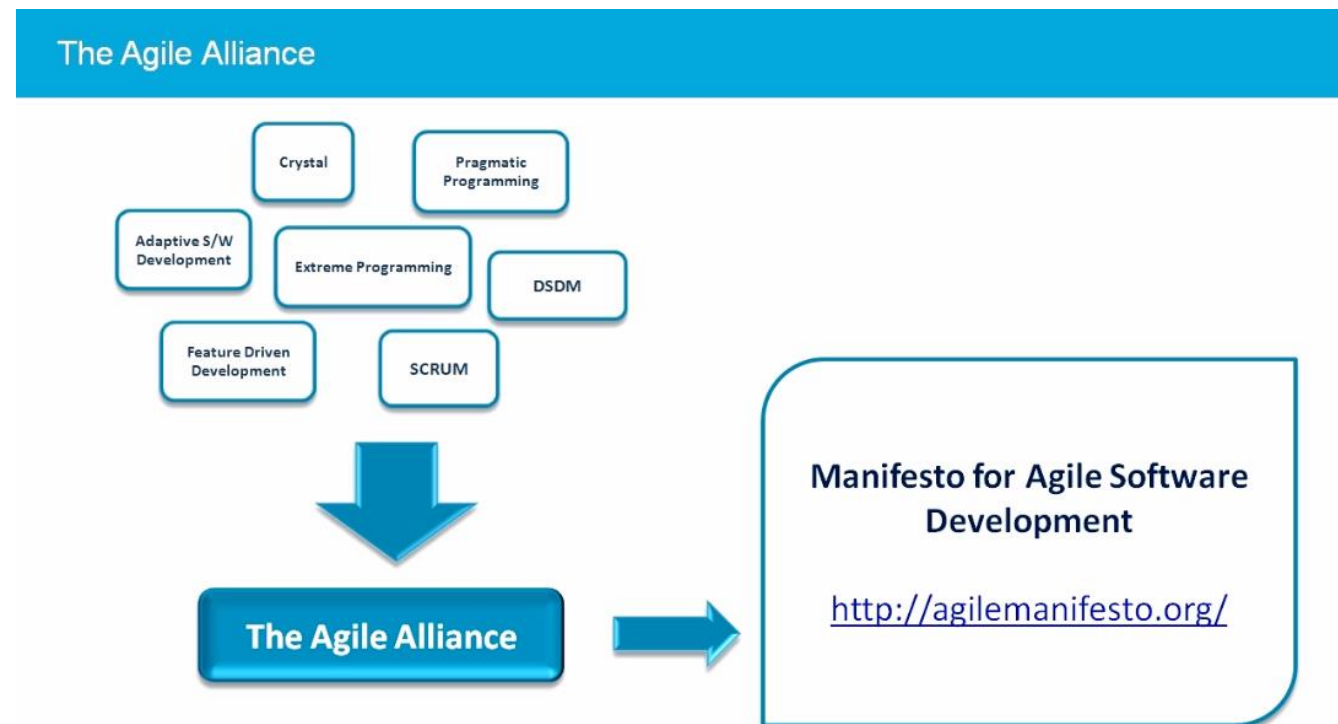 The Agile Alliance
Crystal
Pragmatic
Programming
Adaptive S/W
Development
Extreme Programming
DSDM
Feature Driven
Development
SCRUM
The Agile Alliance
Manifesto for Agile Software
Development
http://agilemanifesto.org/